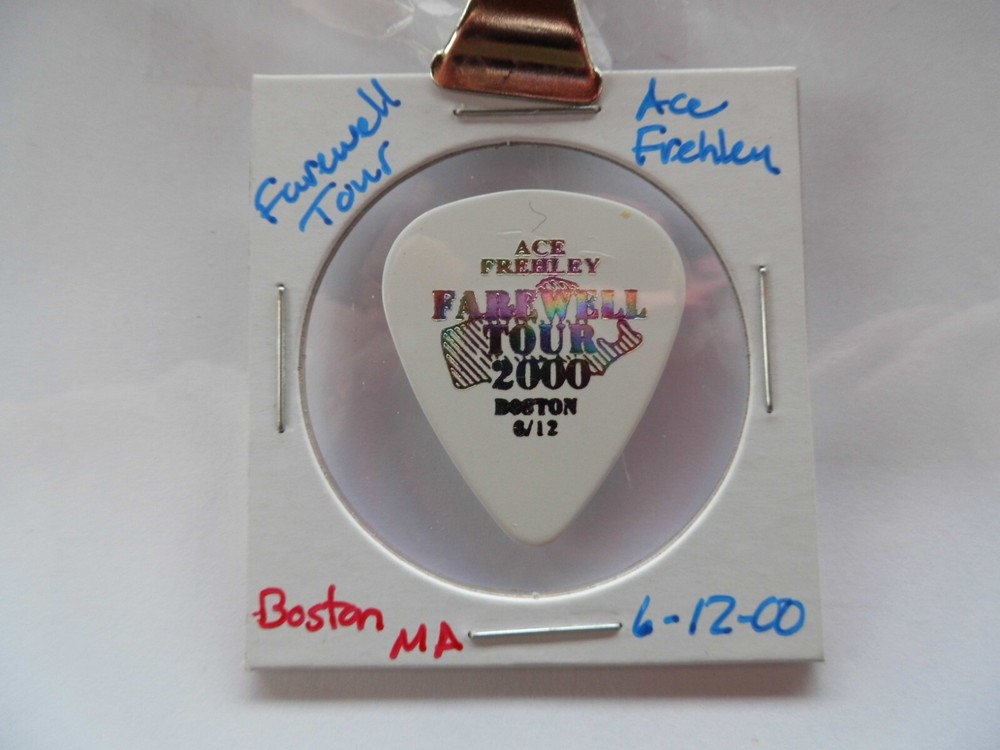 Farewell
Tour
Ace
Frehley
ACE
FREHLEY
FAREWELL
TOUR
2000
BOSTON
6/12
Boston
MA
6-12-00